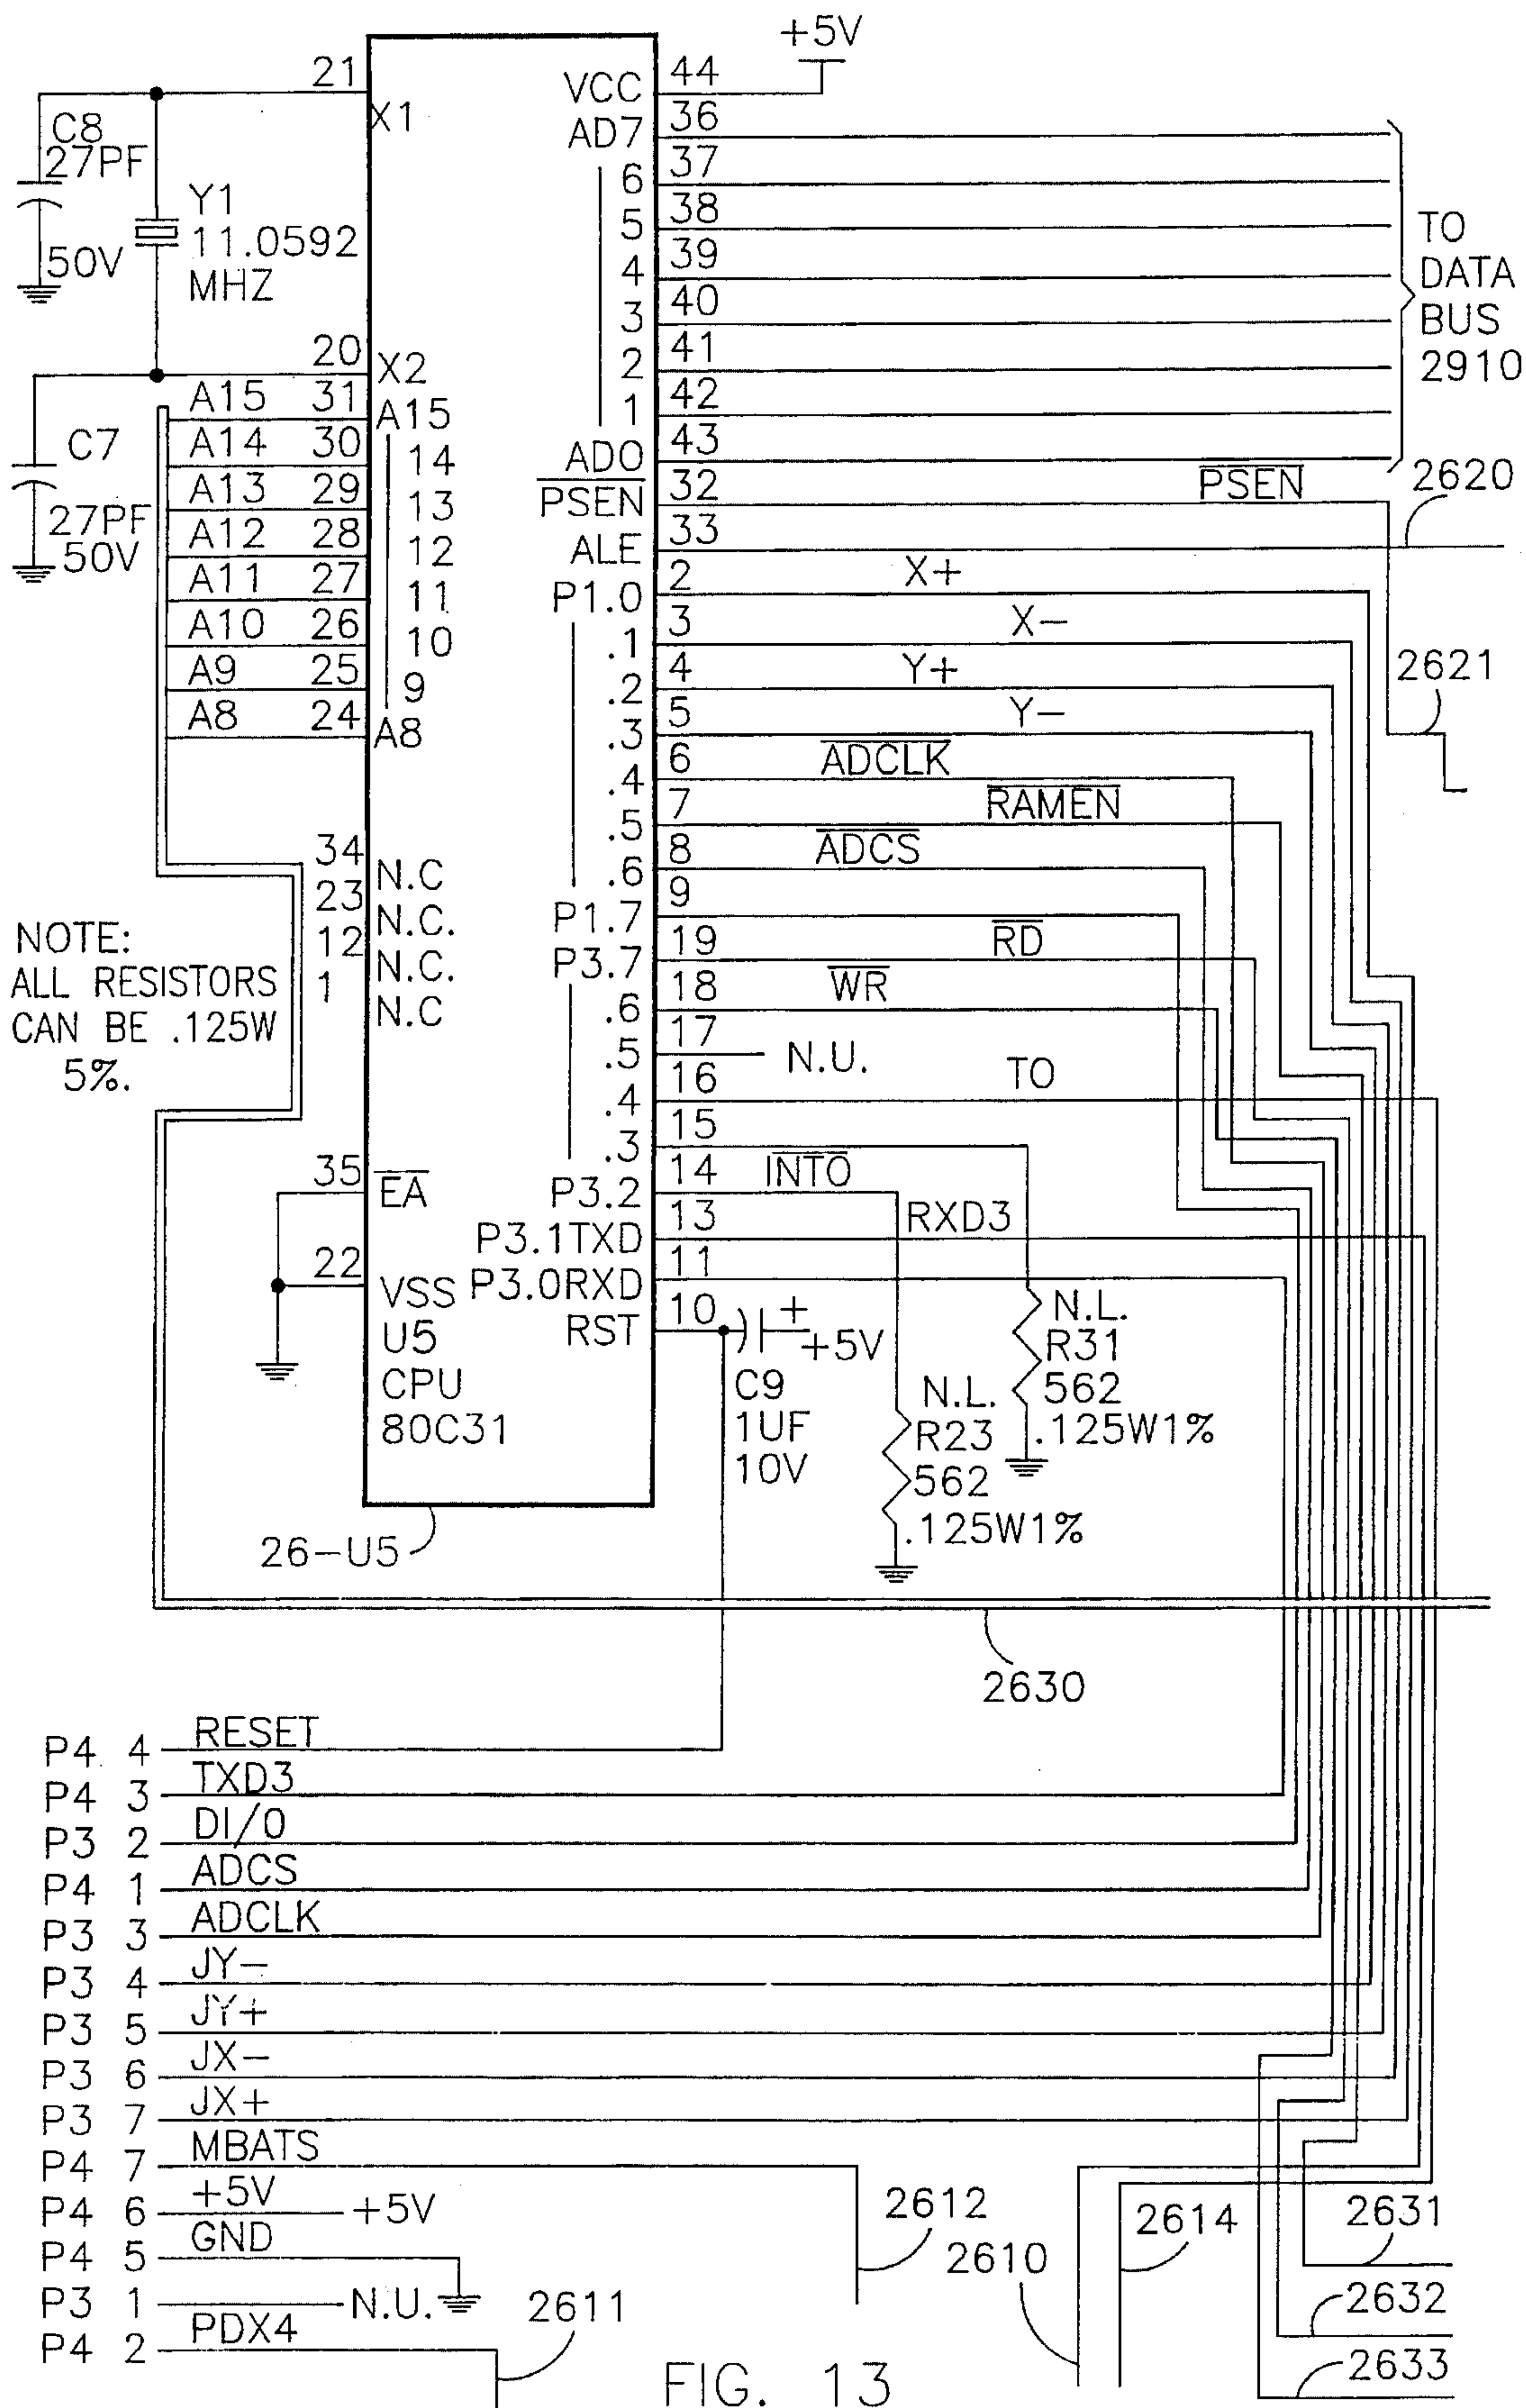 +5V
21
X1
VCC
44
C8
27PF
50V
Y1
11.0592
MHZ
AD7
36
6
37
5
38
4
39
3
40
2
41
1
42
AD0
43
TO
DATA
BUS
2910
20
X2
C7
27PF
50V
A15
31
A15
A14
30
14
A13
29
13
A12
28
12
A11
27
11
A10
26
10
A9
25
9
A8
24
A8
PSEN
32
PSEN
2620
ALE
33
P1.0
2
X+
.1
3
X-
.2
4
Y+
2621
.3
5
Y-
.4
6
ADCLK
.5
7
RAMEN
.6
8
ADCS
P1.7
9
P3.7
19
RD
.6
18
WR
.5
17
N.U.
.4
16
TO
.3
15
P3.2
14
INTO
P3.1TXD
13
RXD3
P3.0RXD
11
RST
10
34
N.C
23
N.C.
12
N.C.
1
N.C
NOTE:
ALL RESISTORS
CAN BE .125W
5%.
35
EA
22
VSS
U5
CPU
80C31
+
+5V
C9
1UF
10V
N.L.
R31
562
.125W1%
N.L.
R23
562
.125W1%
26-U5
2630
P4 4 RESET
P4 3 TXD3
P3 2 DI/O
P4 1 ADCS
P3 3 ADCLK
P3 4 JY-
P3 5 JY+
P3 6 JX-
P3 7 JX+
P4 7 MBATS
P4 6 +5V +5V
P4 5 GND
P3 1 N.U.
P4 2 PDX4
2611
2612
2610
2614
2631
2632
2633
FIG. 13